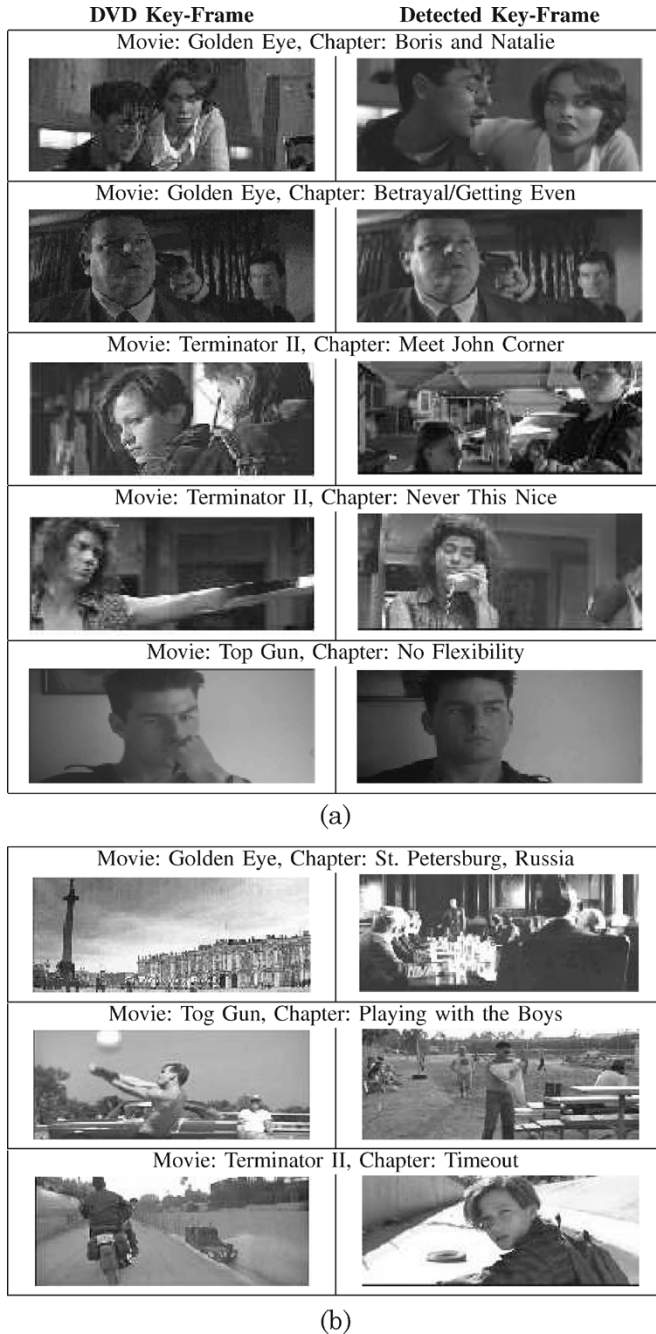 DVD Key-Frame Detected Key-Frame
Movie: Golden Eye, Chapter: Boris and Natalie
Movie: Golden Eye, Chapter: Betrayal/Getting Even
Movie: Terminator II, Chapter: Meet John Corner
Movie: Terminator II, Chapter: Never This Nice
Movie: Top Gun, Chapter: No Flexibility
(a)
Movie: Golden Eye, Chapter: St. Petersburg, Russia
Movie: Tog Gun, Chapter: Playing with the Boys
Movie: Terminator II, Chapter: Timeout
(b)